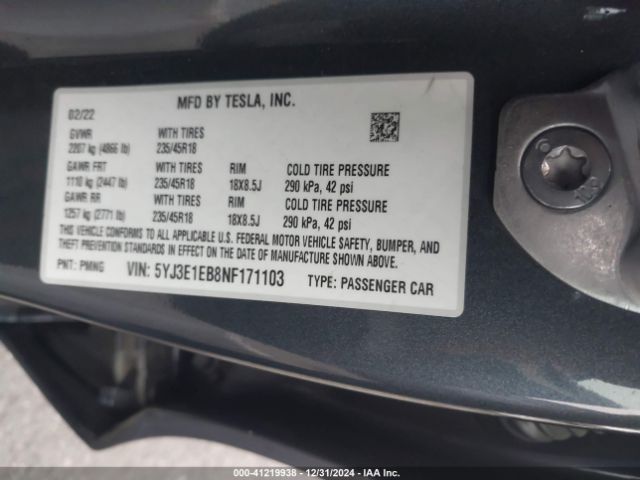 MFD BY TESLA, INC.
02/22
GVWR WITH TIRES
2207 kg (4866 lb) 235/45R18
GAWR FRT WITH TIRES RIM COLD TIRE PRESSURE
1110 kg (2447 lb) 235/45R18 18X8.5J 290 kPa, 42 psi
GAWR RR WITH TIRES RIM COLD TIRE PRESSURE
1257 kg (2771 lb) 235/45R18 18X8.5J 290 kPa, 42 psi
THIS VEHICLE CONFORMS TO ALL APPLICABLE U.S. FEDERAL MOTOR VEHICLE SAFETY, BUMPER, AND
THEFT PREVENTION STANDARDS IN EFFECT ON THE DATE OF MANUFACTURE SHOWN ABOVE.
PNT: PMNG VIN: 5YJ3E1EB8NF171103 TYPE: PASSENGER CAR
000-41219938 - 12/31/2024 - IAA Inc.